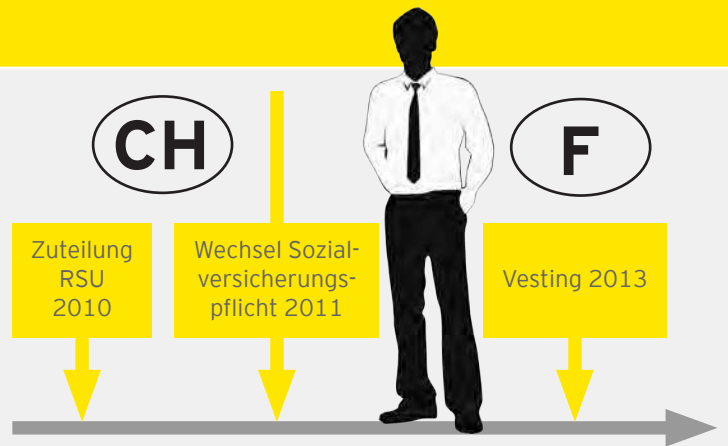 CH
F
Zuteilung
RSU
2010
Wechsel Sozial-
versicherungs-
pflicht 2011
Vesting 2013